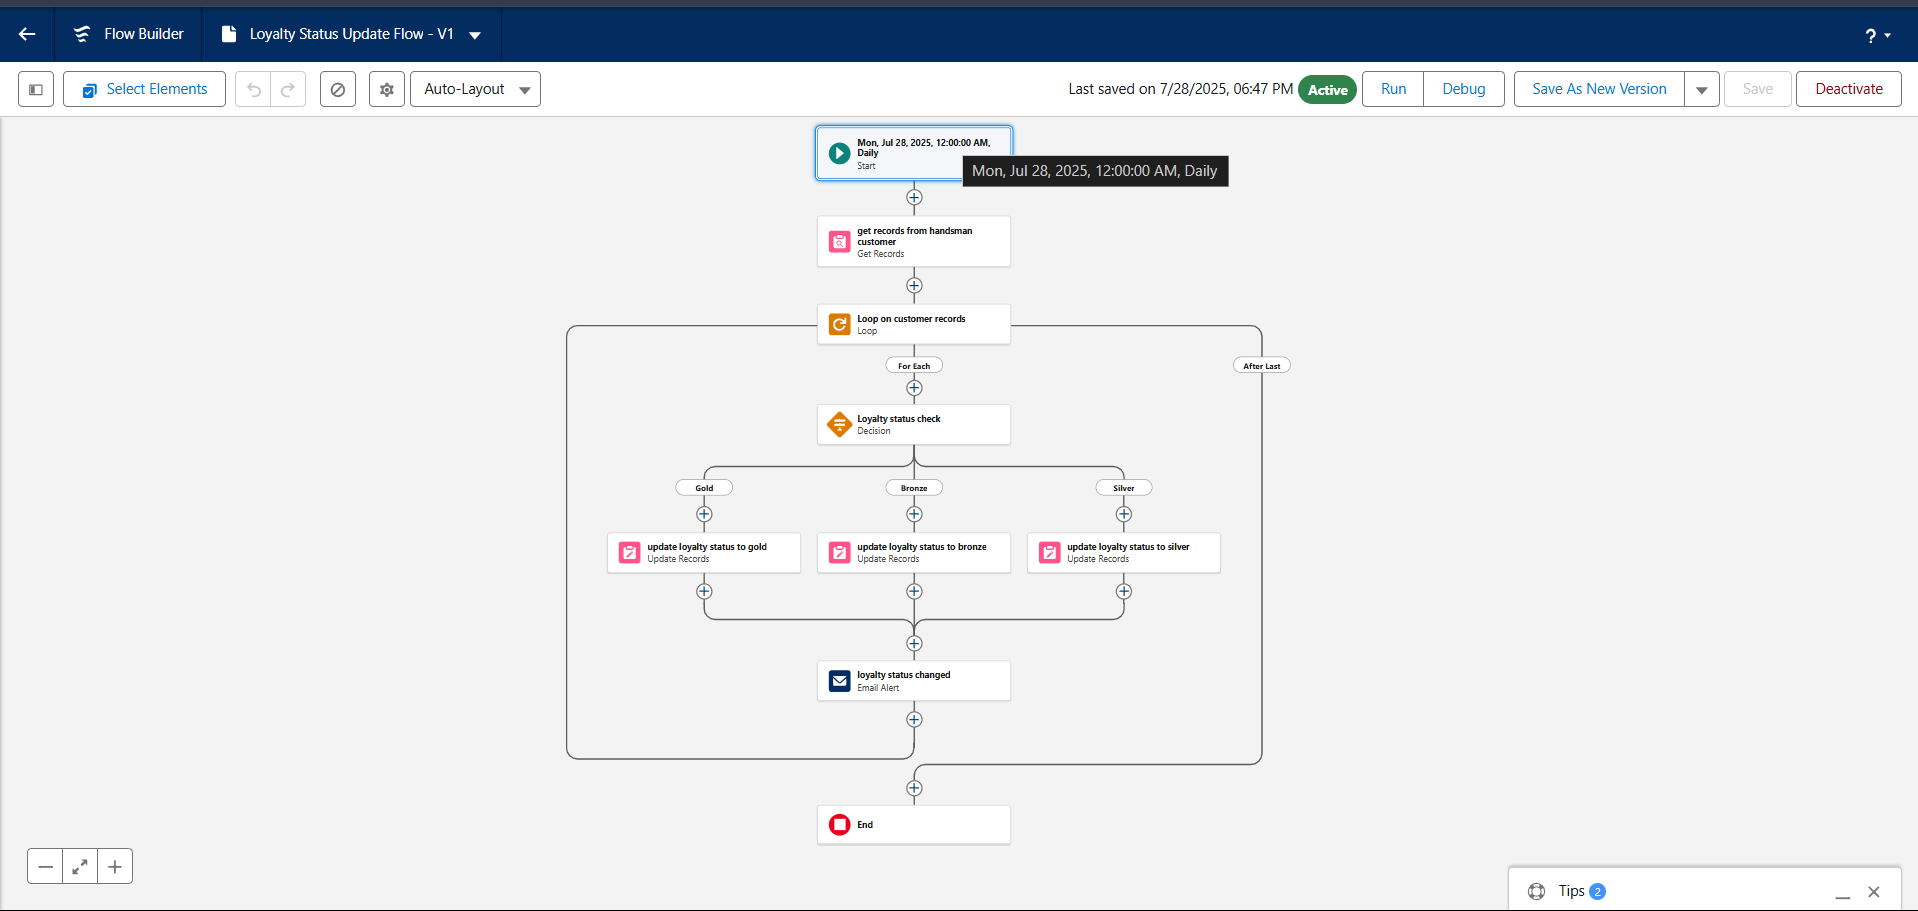 Flow Builder
Loyalty Status Update Flow - V1
?
Select Elements
Auto-Layout
Last saved on 7/28/2025, 06:47 PM
Active
Run
Debug
Save As New Version
Save
Deactivate
Mon, Jul 28, 2025, 12:00:00 AM,
Daily
Start
Mon, Jul 28, 2025, 12:00:00 AM, Daily
get records from handsman
customer
Get Records
Loop on customer records
Loop
For Each
After Last
Loyalty status check
Decision
Gold
Bronze
Silver
update loyalty status to gold
Update Records
update loyalty status to bronze
Update Records
update loyalty status to silver
Update Records
loyalty status changed
Email Alert
End
Tips 2